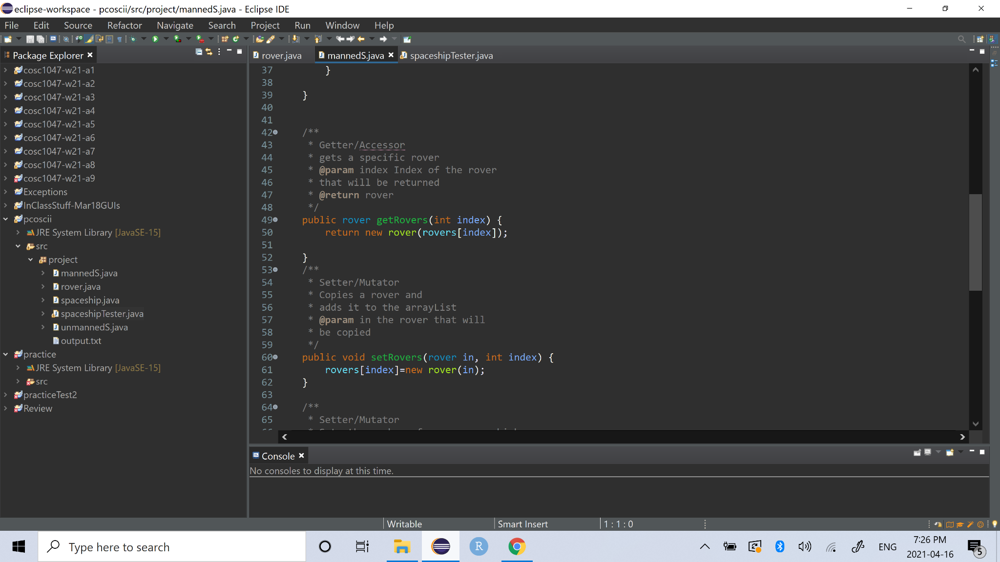 eclipse-workspace - pcoscii/src/project/mannedS.java - Eclipse IDE
File Edit Source Refactor Navigate Search Project Run Window Help
Package Explorer
cosc1047-w21-a1
cosc1047-w21-a2
cosc1047-w21-a3
cosc1047-w21-a4
cosc1047-w21-a5
cosc1047-w21-a6
cosc1047-w21-a7
cosc1047-w21-a8
cosc1047-w21-a9
Exceptions
InClassStuff-Mar18GUIs
pcoscii
JRE System Library [JavaSE-15]
src
project
mannedS.java
rover.java
spaceship.java
spaceshipTester.java
unmannedS.java
output.txt
practice
JRE System Library [JavaSE-15]
src
practiceTest2
Review
rover.java mannedS.java spaceshipTester.java
37 }
38
39 }
40
41
42 /**
43 * Getter/Accessor
44 * gets a specific rover
45 * @param index Index of the rover
46 * that will be returned
47 * @return rover
48 */
49 public rover getRovers(int index) {
50 return new rover(rovers[index]);
51
52 }
53 /**
54 * Setter/Mutator
55 * Copies a rover and
56 * adds it to the arrayList
57 * @param in the rover that will
58 * be copied
59 */
60 public void setRovers(rover in, int index) {
61 rovers[index]=new rover(in);
62 }
63
64 /**
65 * Setter/Mutator
Console
No consoles to display at this time.
Writable Smart Insert 1 : 1 : 0
Type here to search
R
ENG
7:26 PM
2021-04-16
5